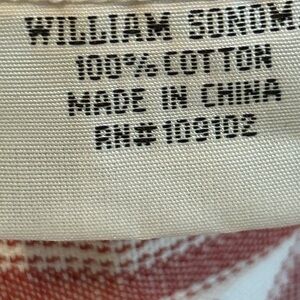 WILLIAM SONOM
100% COTTON
MADE IN CHINA
RN#109102